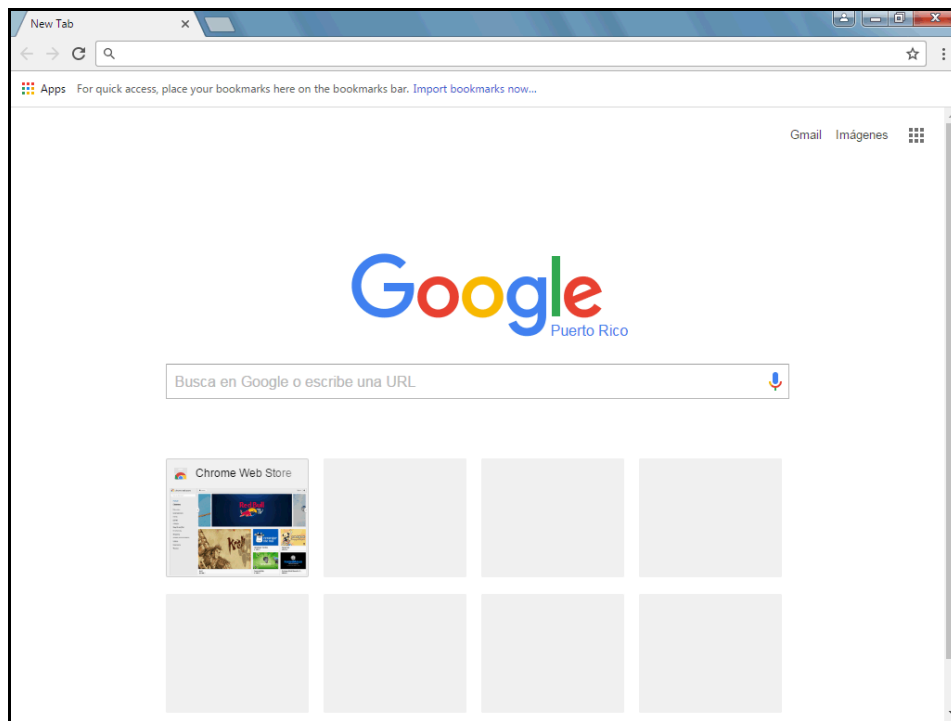 New Tab
Apps For quick access, place your bookmarks here on the bookmarks bar. Import bookmarks now...
Gmail Imágenes
Google
Puerto Rico
Busca en Google o escribe una URL
Chrome Web Store